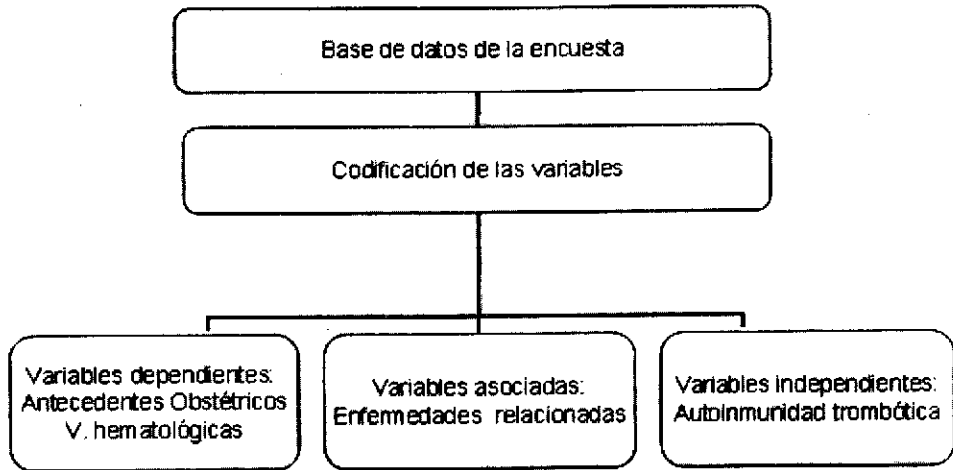 Base de datos de la encuesta
Codificación de las variables
Variables dependientes:
Antecedentes Obstétricos
V. hematológicas
Variables asociadas:
Enfermedades relacionadas
Variables independientes:
Autoinmunidad trombótica